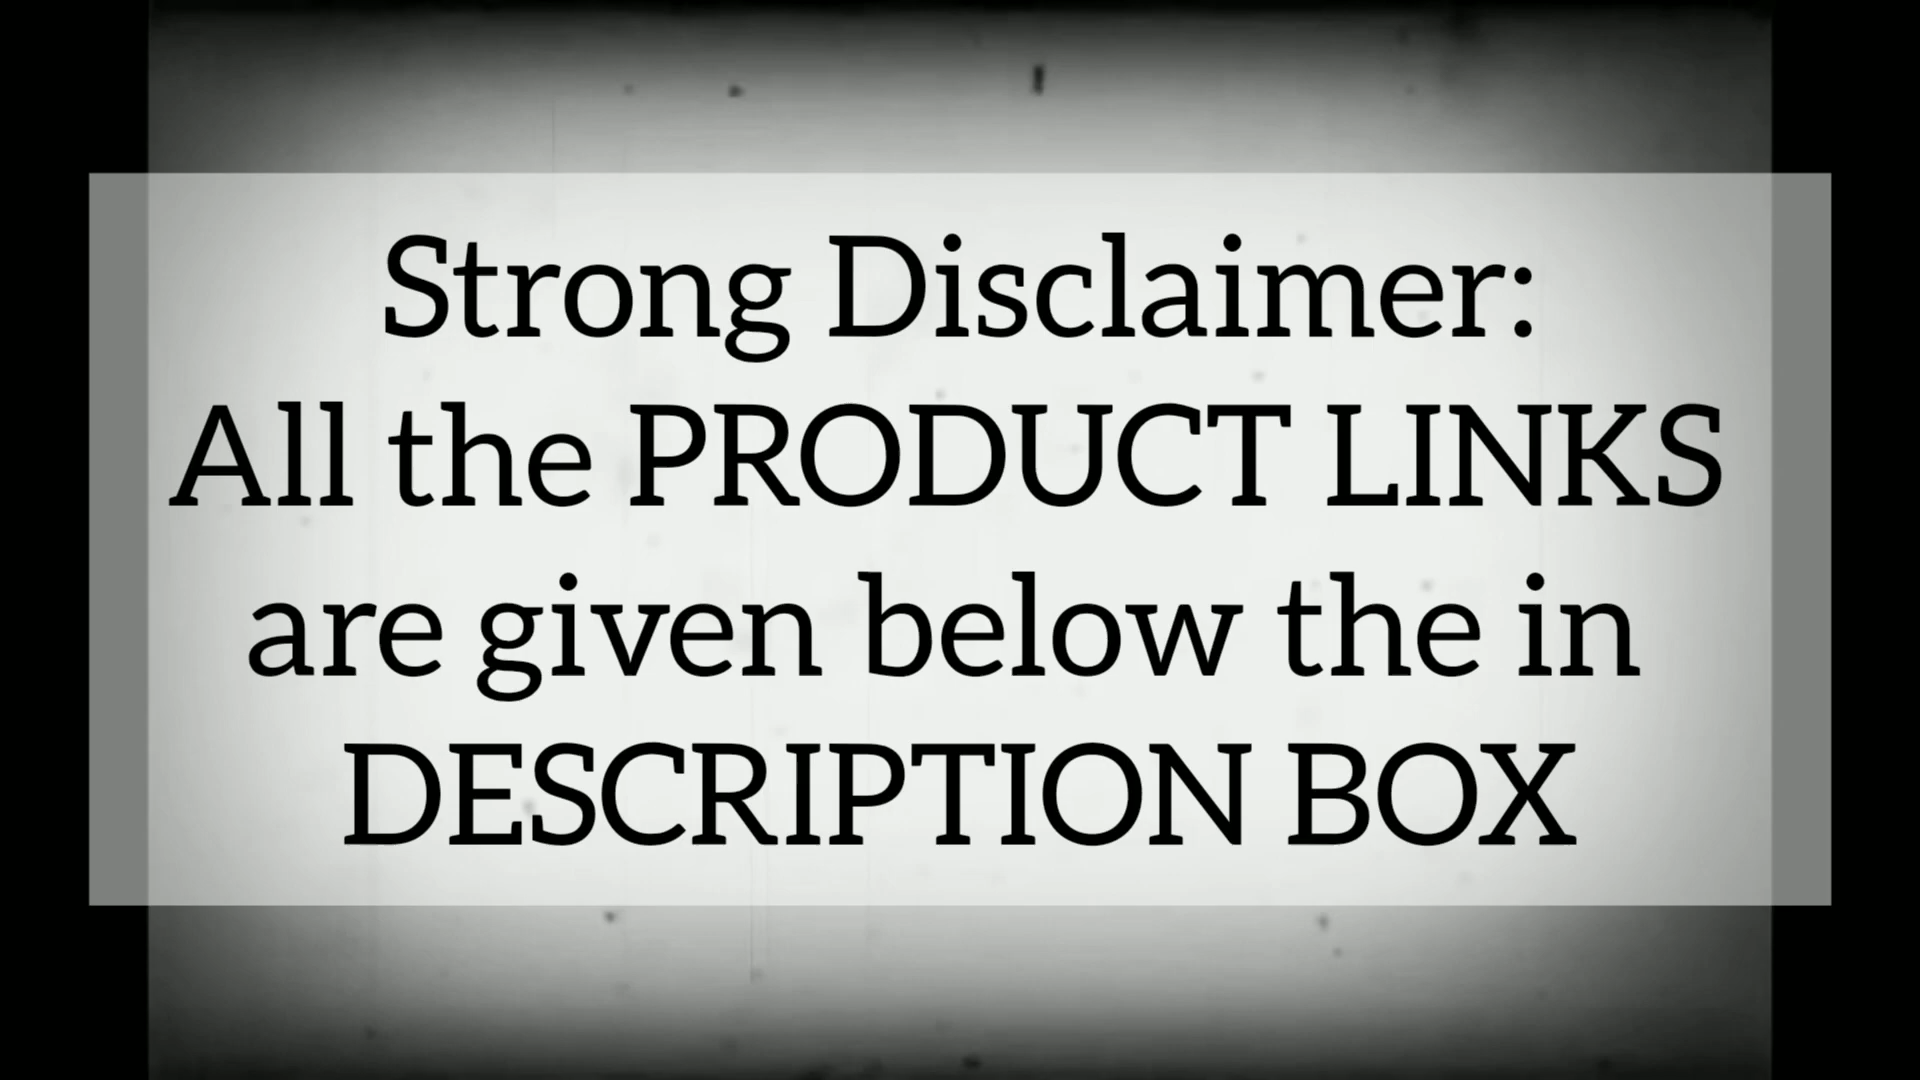 Strong Disclaimer:
All the PRODUCT LINKS
are given below the in
DESCRIPTION BOX